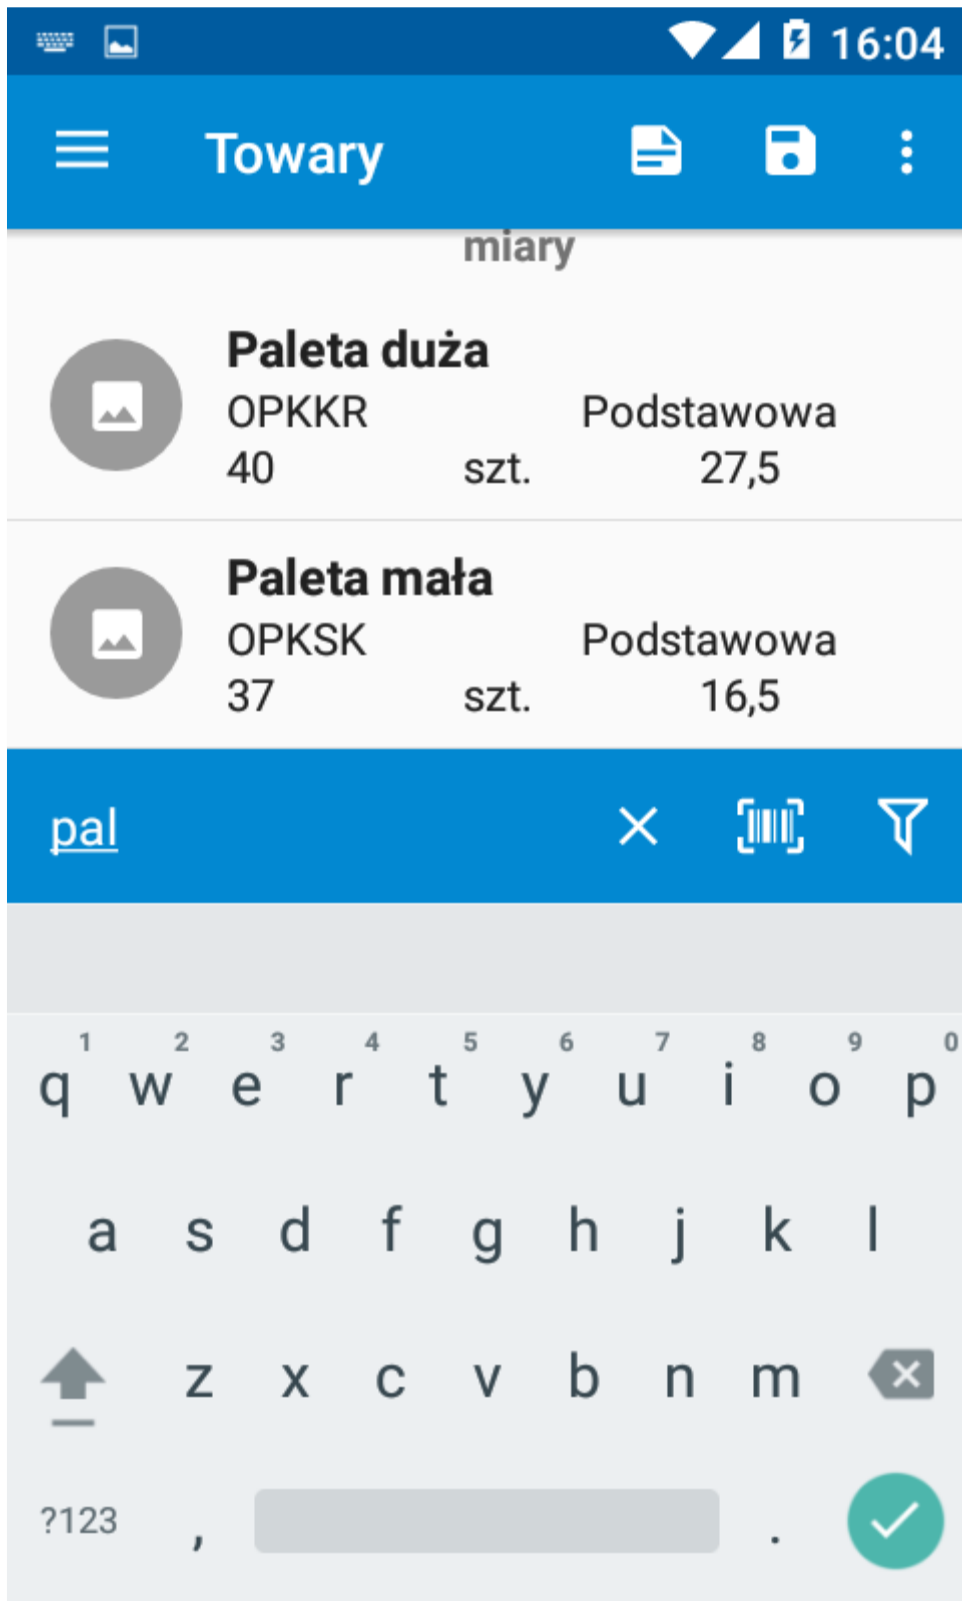 16:04
Towary
miary
Paleta duża
OPKKR Podstawowa
40 szt. 27,5
Paleta mała
OPKSK Podstawowa
37 szt. 16,5
pal
1 2 3 4 5 6 7 8 9 0
q w e r t y u i o p
a s d f g h j k l
z x c v b n m
?123 , .